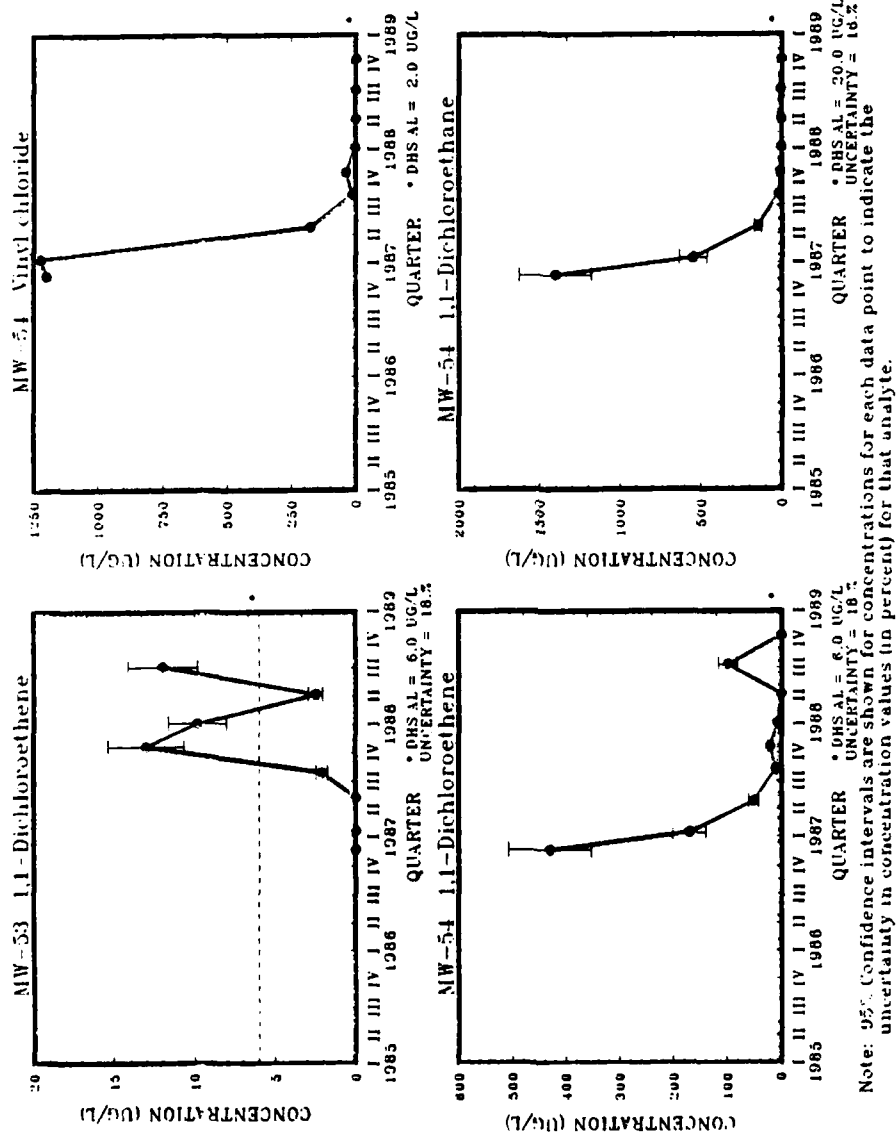 MW-53 1,1-Dichloroethene
CONCENTRATION (UG/L)
20
15
10
5
0
I II III IV I II III IV I II III IV I II III IV I
1985 1986 1987 1988 1989
QUARTER * DHS AL = 6.0 UG/L
UNCERTAINTY = 18.%
MW-54 Vinyl chloride
CONCENTRATION (UG/L)
1250
1000
750
500
250
0
I II III IV I II III IV I II III IV I II III IV I
1985 1986 1987 1988 1989
QUARTER * DHS AL = 2.0 UG/L
MW-54 1,1-Dichloroethene
CONCENTRATION (UG/L)
600
500
400
300
200
100
0
I II III IV I II III IV I II III IV I II III IV I
1985 1986 1987 1988 1989
QUARTER * DHS AL = 6.0 UG/L
UNCERTAINTY = 18 %
MW-54 1,1-Dichloroethane
CONCENTRATION (UG/L)
2000
1500
1000
500
0
I II III IV I II III IV I II III IV I II III IV I
1985 1986 1987 1988 1989
QUARTER * DHS AL = 20.0 UG/L
UNCERTAINTY = 16.%
Note: 95% Confidence intervals are shown for concentrations for each data point to indicate the
uncertainty in concentration values (in percent) for that analyte.